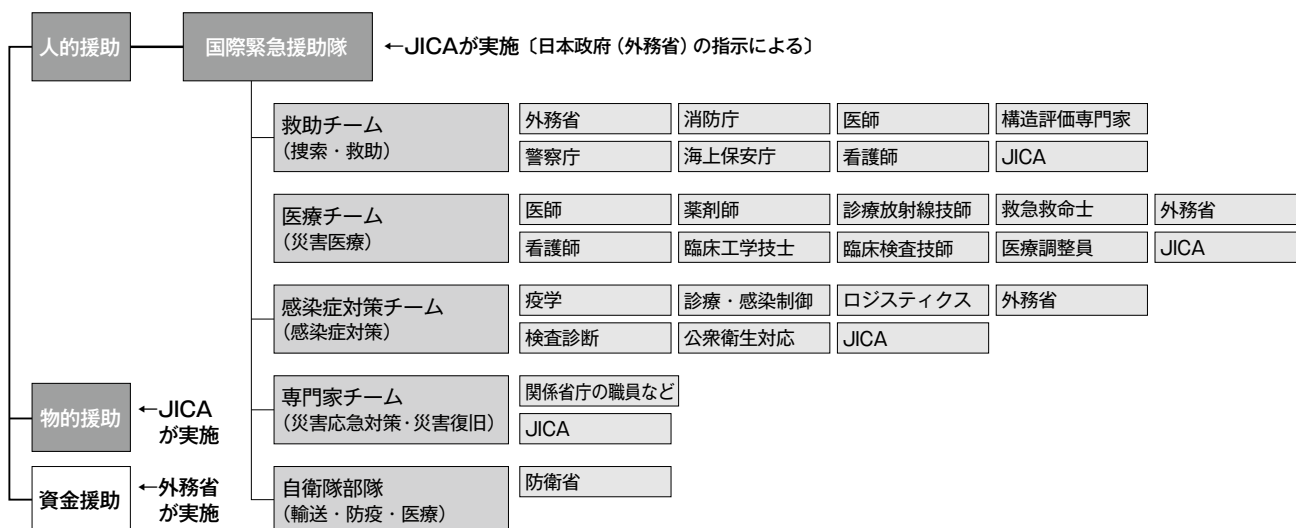 人的援助
国際緊急援助隊
←JICAが実施〔日本政府（外務省）の指示による〕
救助チーム
（捜索・救助）
外務省
消防庁
医師
構造評価専門家
警察庁
海上保安庁
看護師
JICA
医療チーム
（災害医療）
医師
薬剤師
診療放射線技師
救急救命士
外務省
看護師
臨床工学技士
臨床検査技師
医療調整員
JICA
感染症対策チーム
（感染症対策）
疫学
診療・感染制御
ロジスティクス
外務省
検査診断
公衆衛生対応
JICA
専門家チーム
（災害応急対策・災害復旧）
関係省庁の職員など
JICA
物的援助
←JICA
が実施
資金援助
←外務省
が実施
自衛隊部隊
（輸送・防疫・医療）
防衛省